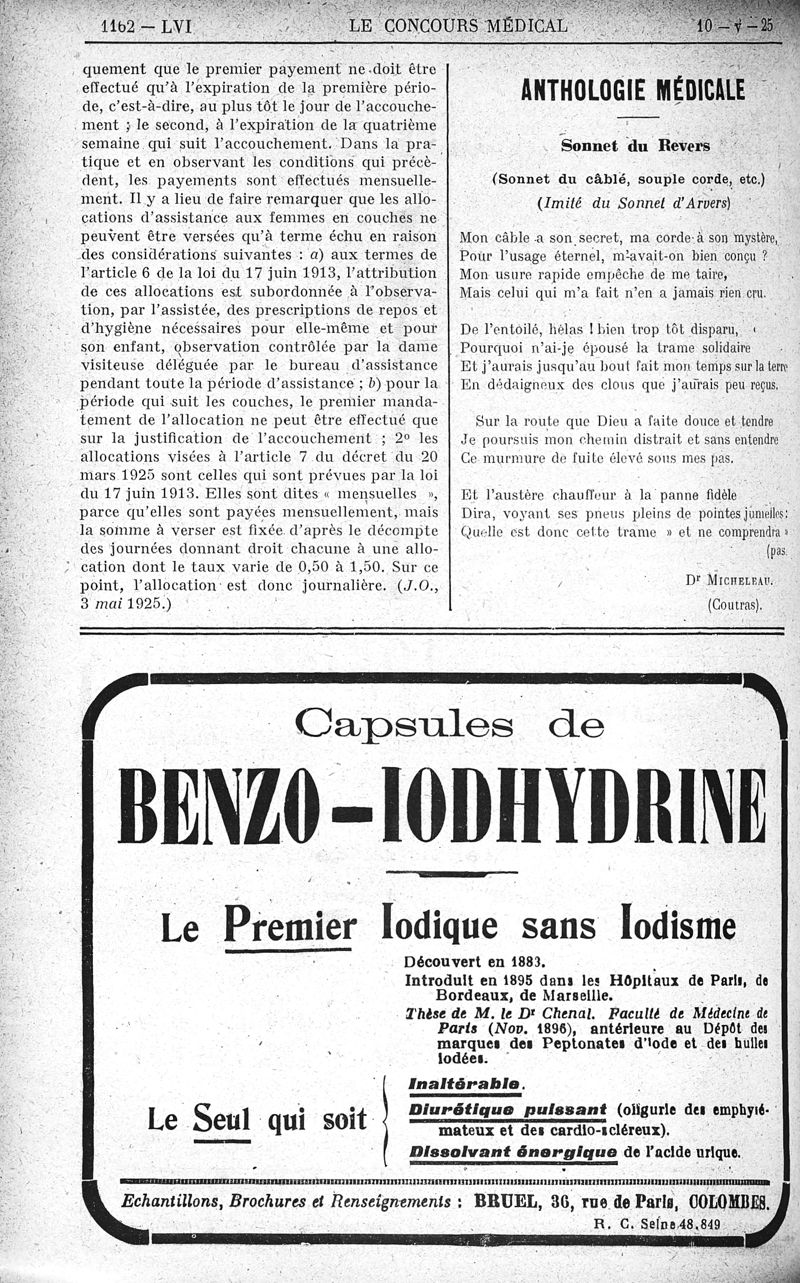 1162 — LVI
LE CONCOURS MÉDICAL
10 — V — 25
quement que le premier payement ne doit être
effectué qu’à l’expiration de la première pério-
de, c’est-à-dire, au plus tôt le jour de l’accouche-
ment ; le second, à l’expiration de la quatrième
semaine qui suit l’accouchement. Dans la pra-
tique et en observant les conditions qui précè-
dent, les payements sont effectués mensuelle-
ment. Il y a lieu de faire remarquer que les allo-
cations d’assistance aux femmes en couches ne
peuvent être versées qu’à terme échu en raison
des considérations suivantes : a) aux termes de
l’article 6 de la loi du 17 juin 1913, l’attribution
de ces allocations est subordonnée à l’observa-
tion, par l’assistée, des prescriptions de repos et
d’hygiène nécessaires pour elle-même et pour
son enfant, observation contrôlée par la dame
visiteuse déléguée par le bureau d’assistance
pendant toute la période d’assistance ; b) pour la
période qui suit les couches, le premier manda-
tement de l’allocation ne peut être effectué que
sur la justification de l’accouchement ; 2º les
allocations visées à l’article 7 du décret du 20
mars 1925 sont celles qui sont prévues par la loi
du 17 juin 1913. Elles sont dites « mensuelles »,
parce qu’elles sont payées mensuellement, mais
la somme à verser est fixée d’après le décompte
des journées donnant droit chacune à une allo-
cation dont le taux varie de 0,50 à 1,50. Sur ce
point, l’allocation est donc journalière. (J.O.,
3 mai 1925.)
ANTHOLOGIE MÉDICALE
Sonnet du Revers
(Sonnet du câblé, souple corde, etc.)
(Imité du Sonnet d’Arvers)
Mon câble a son secret, ma corde à son mystère,
Pour l’usage éternel, m’avait-on bien conçu ?
Mon usure rapide empêche de me taire,
Mais celui qui m’a fait n’en a jamais rien cru.
De l’entoilé, hélas ! bien trop tôt disparu,
Pourquoi n’ai-je épousé la trame solidaire
Et j’aurais jusqu’au bout fait mon temps sur la terre
En dédaigneux des clous que j’aurais peu reçus.
Sur la route que Dieu a faite douce et tendre
Je poursuis mon chemin distrait et sans entendre
Ce murmure de fuite élevé sous mes pas.
Et l’austère chauffeur à la panne fidèle
Dira, voyant ses pneus pleins de pointes jumelles :
Quelle est donc cette trame » et ne comprendra »
(pas.
Dr MICHELEAU.
(Coutras).
Capsules de
BENZO-IODHYDRINE
Le Premier Iodique sans Iodisme
Découvert en 1883.
Introduit en 1895 dans les Hôpitaux de Paris, de
Bordeaux, de Marseille.
Thèse de M. le Dr Chenal. Faculté de Médecine de
Paris (Nov. 1896), antérieure au Dépôt des
marques des Peptonates d’Iode et des huiles
iodées.
Le Seul qui soit
Inaltérable.
Diurétique puissant (oligurie des emphysé-
mateux et des cardio-scléreux).
Dissolvant énergique de l’acide urique.
Echantillons, Brochures et Renseignements : BRUEL, 36, rue de Paris, COLOMBES.
R. C. Seine 48.849